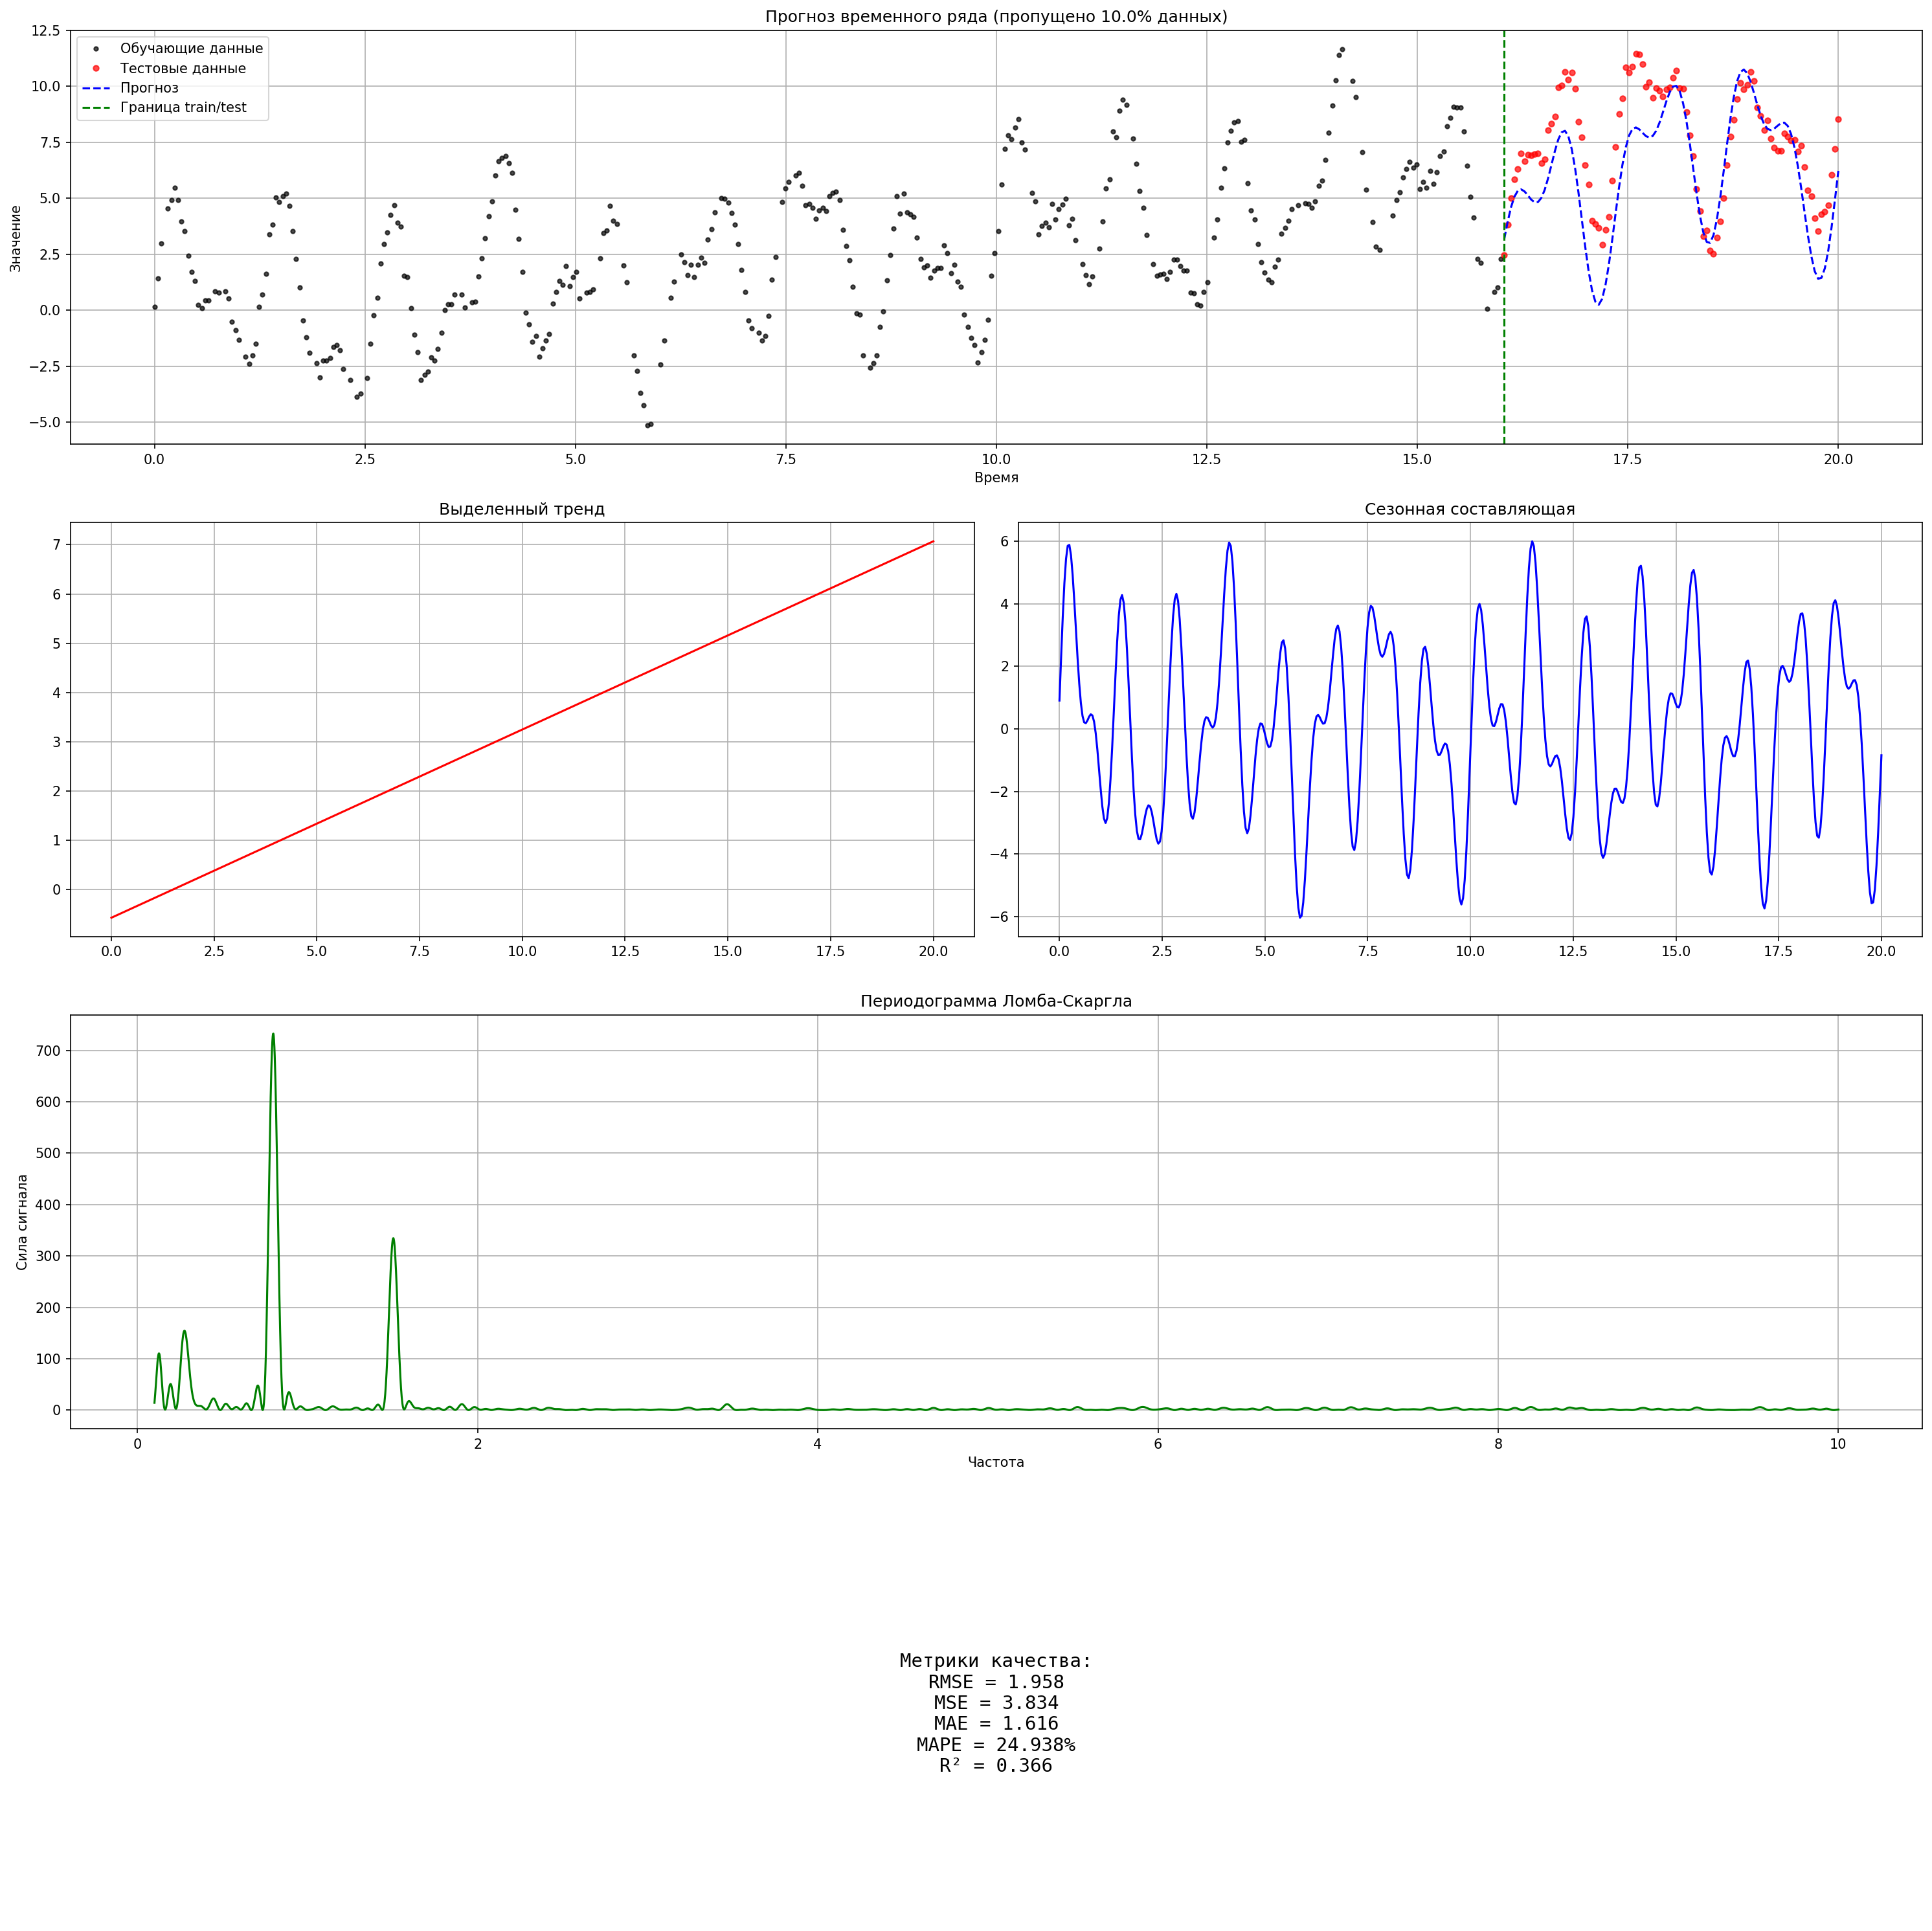 Прогноз временного ряда (пропущено 10.0% данных)
12.5
10.0
7.5
5.0
2.5
0.0
−2.5
−5.0
Значение
Обучающие данные
Тестовые данные
Прогноз
Граница train/test
0.0 2.5 5.0 7.5 10.0 12.5 15.0 17.5 20.0
Время
Выделенный тренд
7
6
5
4
3
2
1
0
0.0 2.5 5.0 7.5 10.0 12.5 15.0 17.5 20.0
Сезонная составляющая
6
4
2
0
−2
−4
−6
0.0 2.5 5.0 7.5 10.0 12.5 15.0 17.5 20.0
Периодограмма Ломба-Скаргла
700
600
500
400
300
200
100
0
Сила сигнала
0 2 4 6 8 10
Частота
Метрики качества:
RMSE = 1.958
MSE = 3.834
MAE = 1.616
MAPE = 24.938%
R² = 0.366